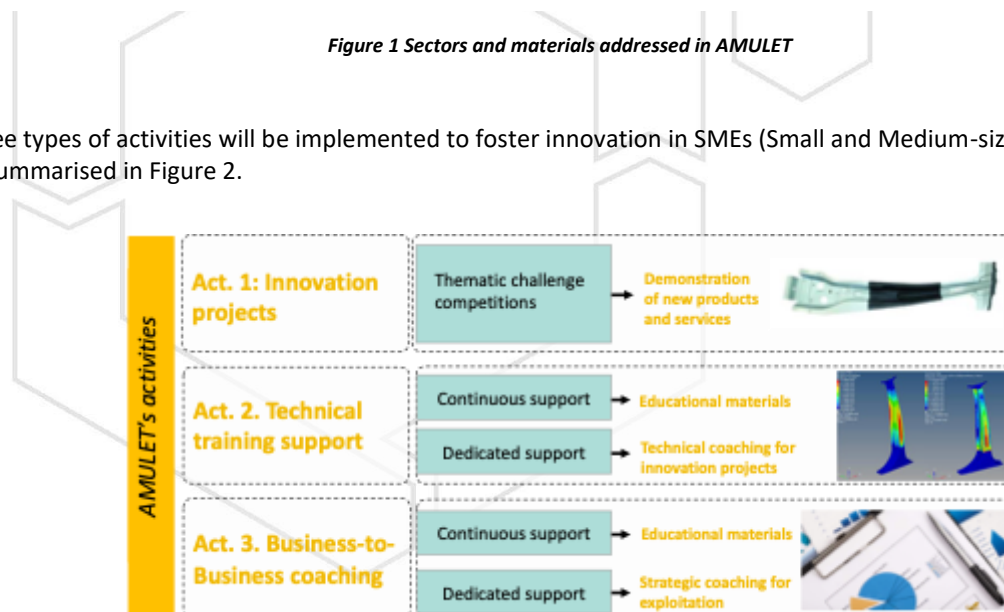 Figure 1 Sectors and materials addressed in AMULET
ee types of activities will be implemented to foster innovation in SMEs (Small and Medium-siz
ummarised in Figure 2.
AMULET's activities
Act. 1: Innovation
projects
Thematic challenge
competitions
Demonstration
of new products
and services
Act. 2. Technical
training support
Continuous support
Educational materials
Dedicated support
Technical coaching for
innovation projects
Act. 3. Business-to-
Business coaching
Continuous support
Educational materials
Dedicated support
Strategic coaching for
exploitation